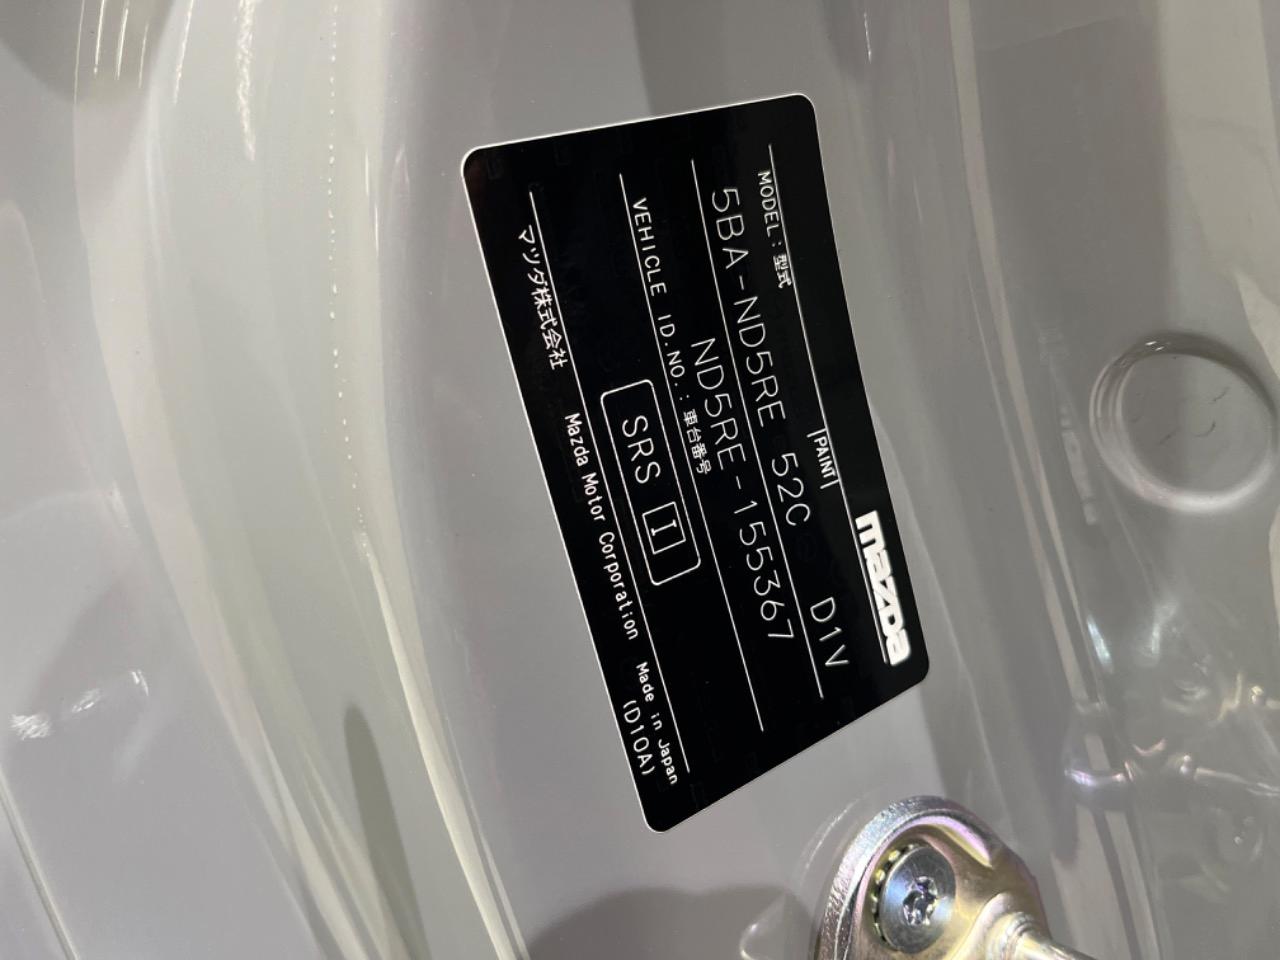 mazda
MODEL:型式 |PAINT|
5BA-ND5RE 52C D1V
VEHICLE ID.NO.:車台番号
ND5RE-155367
SRS I
マツダ株式会社 Mazda Motor Corporation Made in Japan
(D10A)